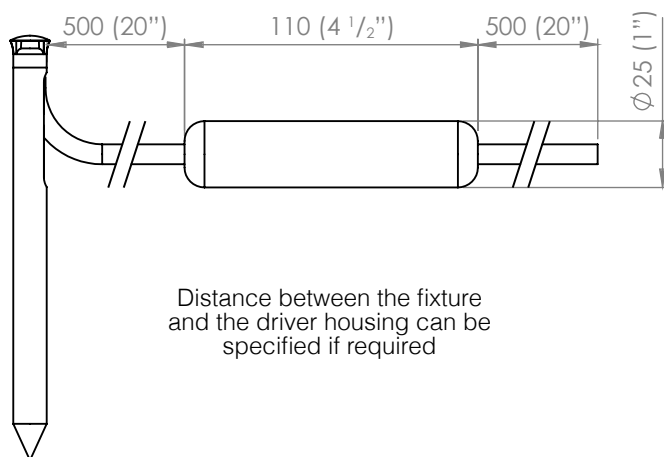 500 (20”)
110 (4 1/2”)
500 (20”)
Ø25 (1”)
Distance between the fixture
and the driver housing can be
specified if required